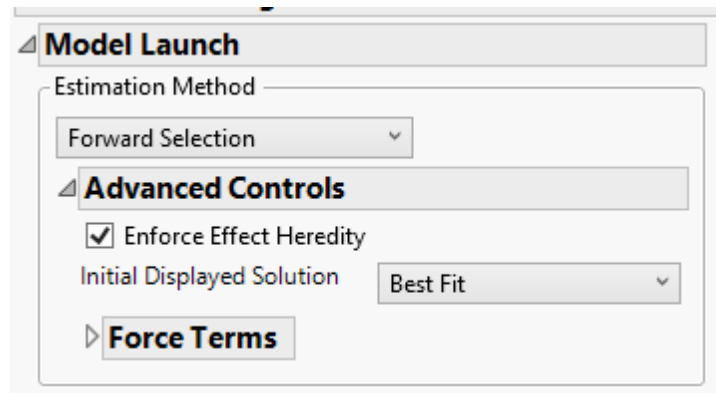 Model Launch
Estimation Method
Forward Selection
Advanced Controls
Enforce Effect Heredity
Initial Displayed Solution Best Fit
Force Terms